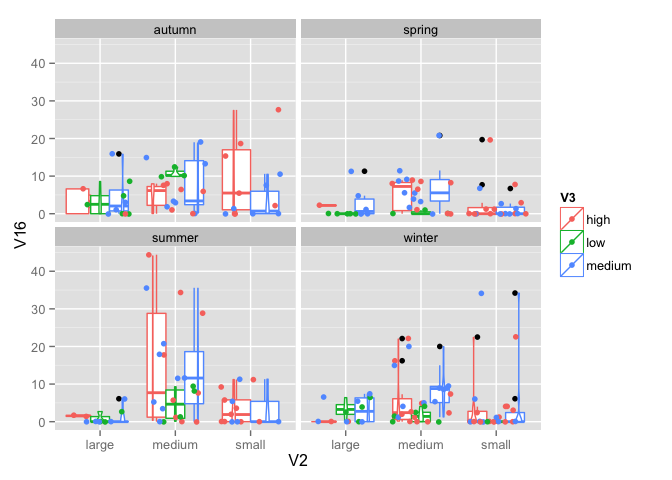 autumn
spring
40
30
20
10
0
V16
summer
winter
40
30
20
10
0
large
medium
small
large
medium
small
V2
V3
high
low
medium